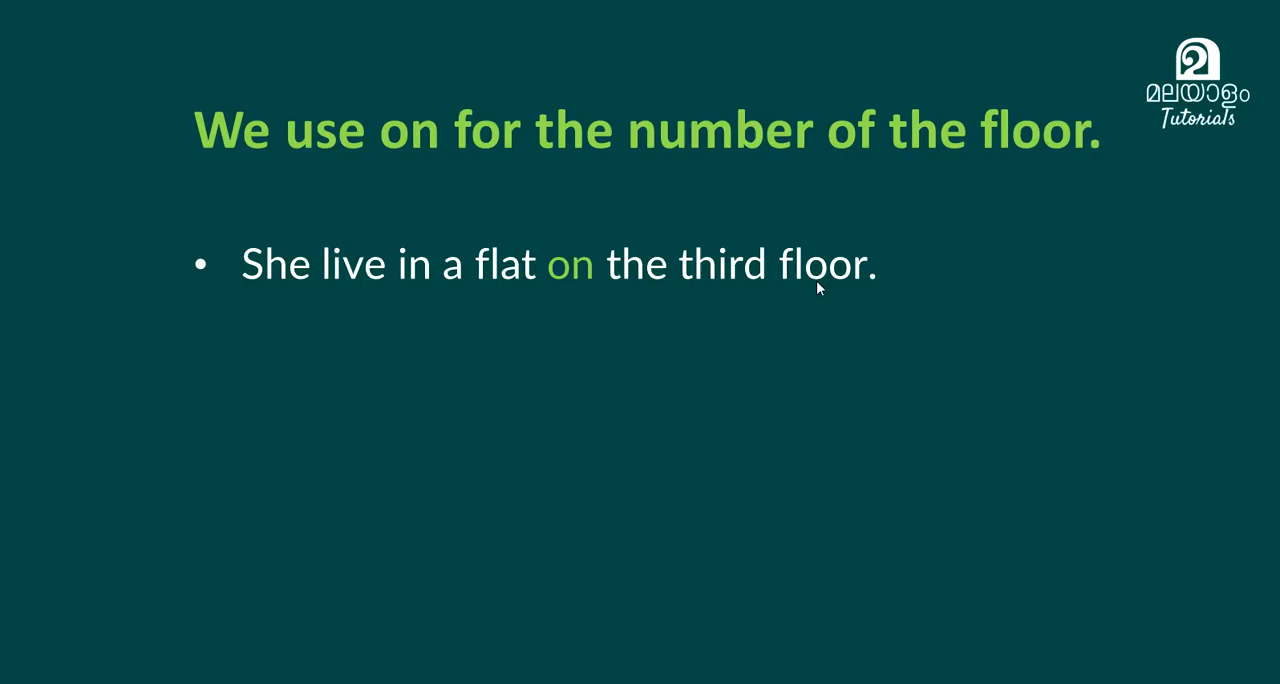 മലയാളം
Tutorials
We use on for the number of the floor.
• She live in a flat on the third floor.